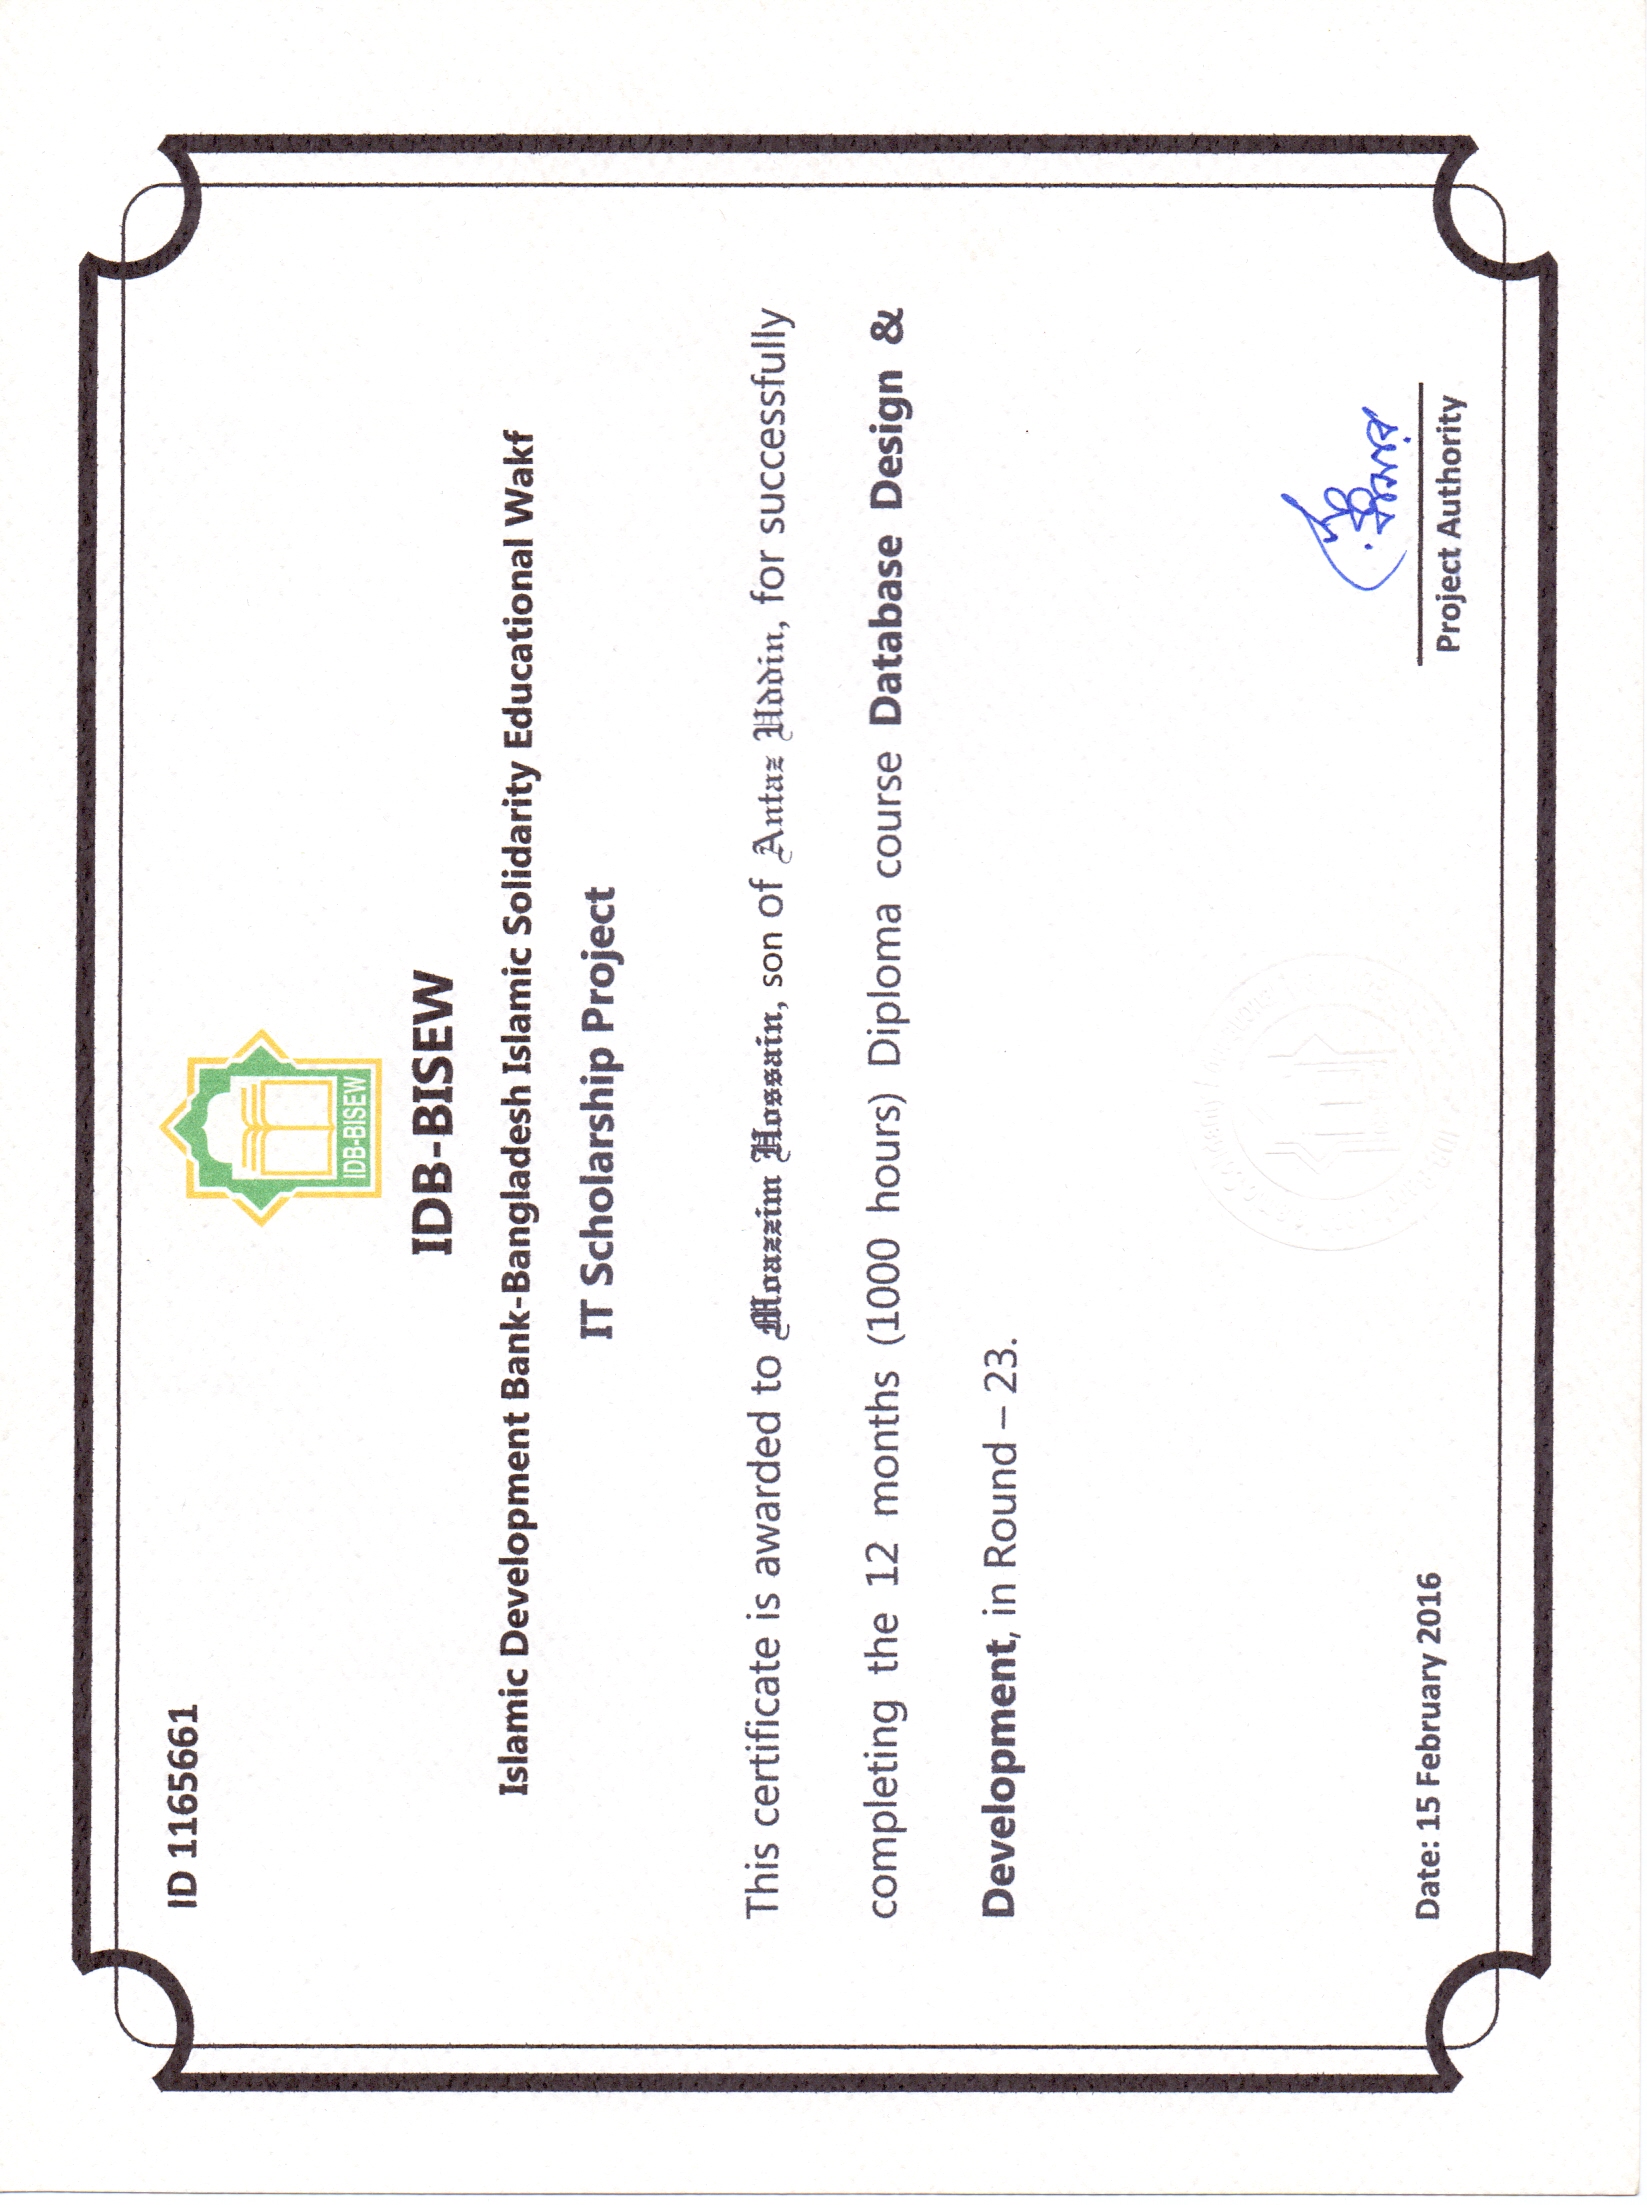 ID 1165661
IDB-BISEW
IDB-BISEW
Islamic Development Bank-Bangladesh Islamic Solidarity Educational Wakf
IT Scholarship Project
This certificate is awarded to Moazzim Hossain, son of Antaz Uddin, for successfully
completing the 12 months (1000 hours) Diploma course Database Design &
Development, in Round – 23.
Date: 15 February 2016
Project Authority